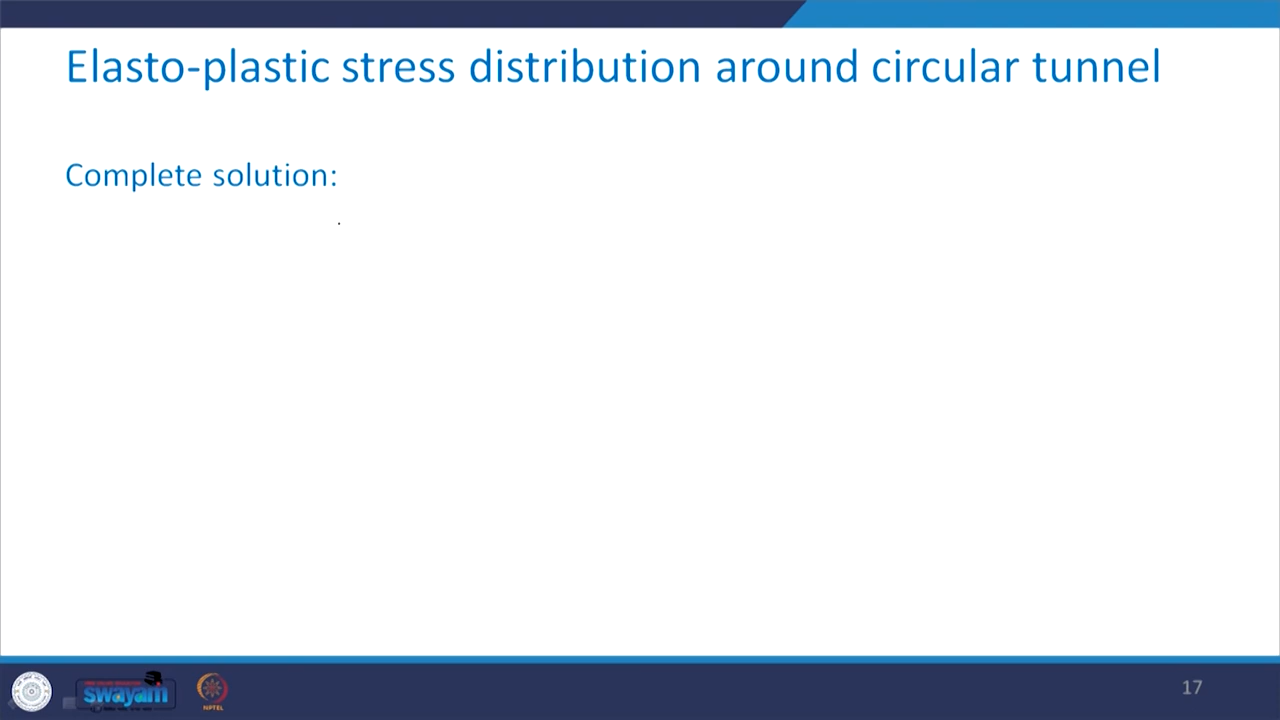 Elasto-plastic stress distribution around circular tunnel
Complete solution:
swayam
NPTEL
17